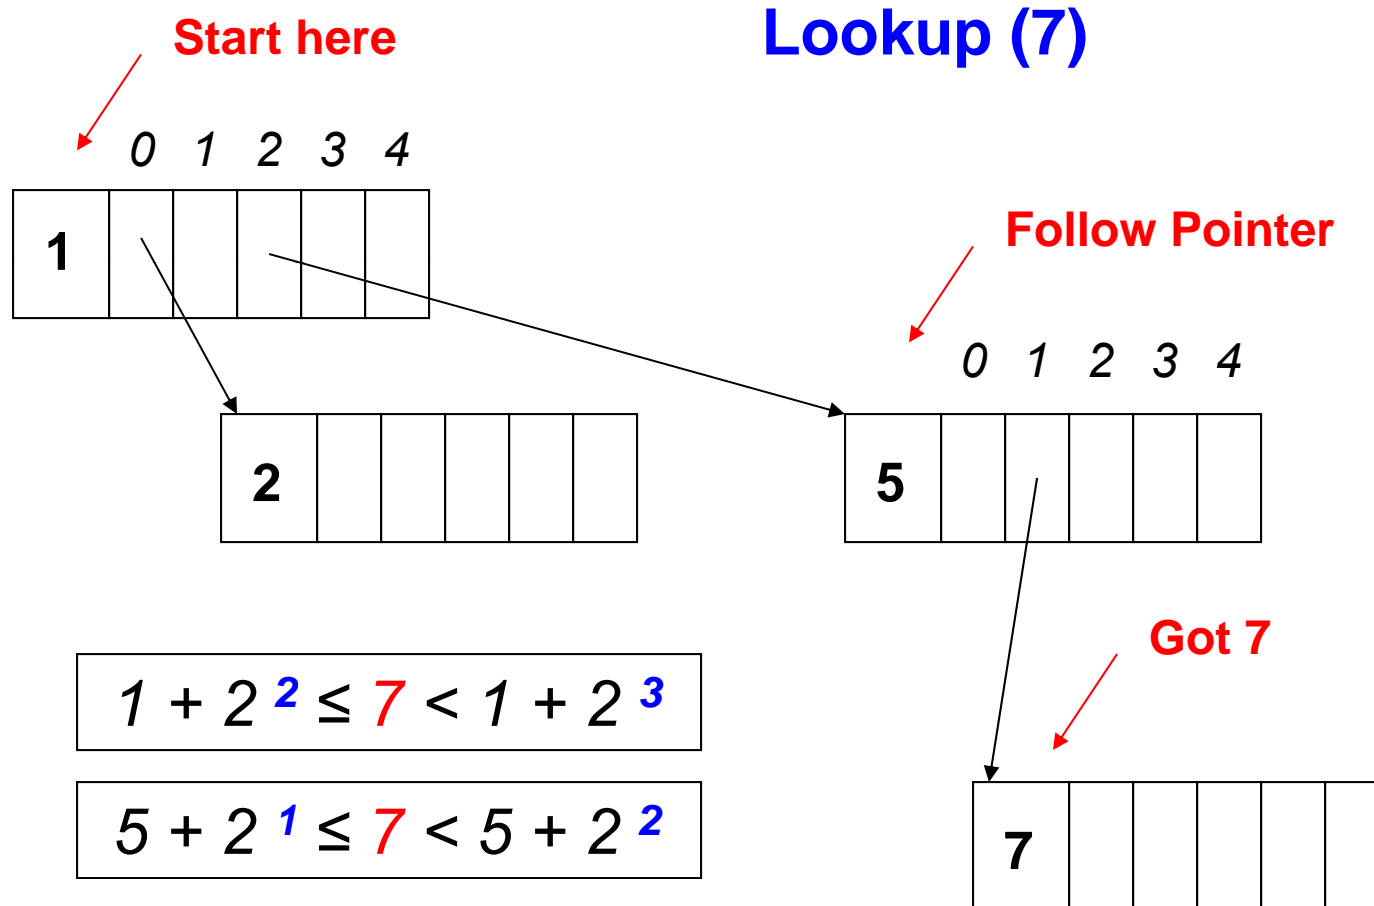 Start here
Lookup (7)
0 1 2 3 4
1
Follow Pointer
0 1 2 3 4
2
5
Got 7
1 + 2 ² ≤ 7 < 1 + 2 ³
5 + 2 ¹ ≤ 7 < 5 + 2 ²
7